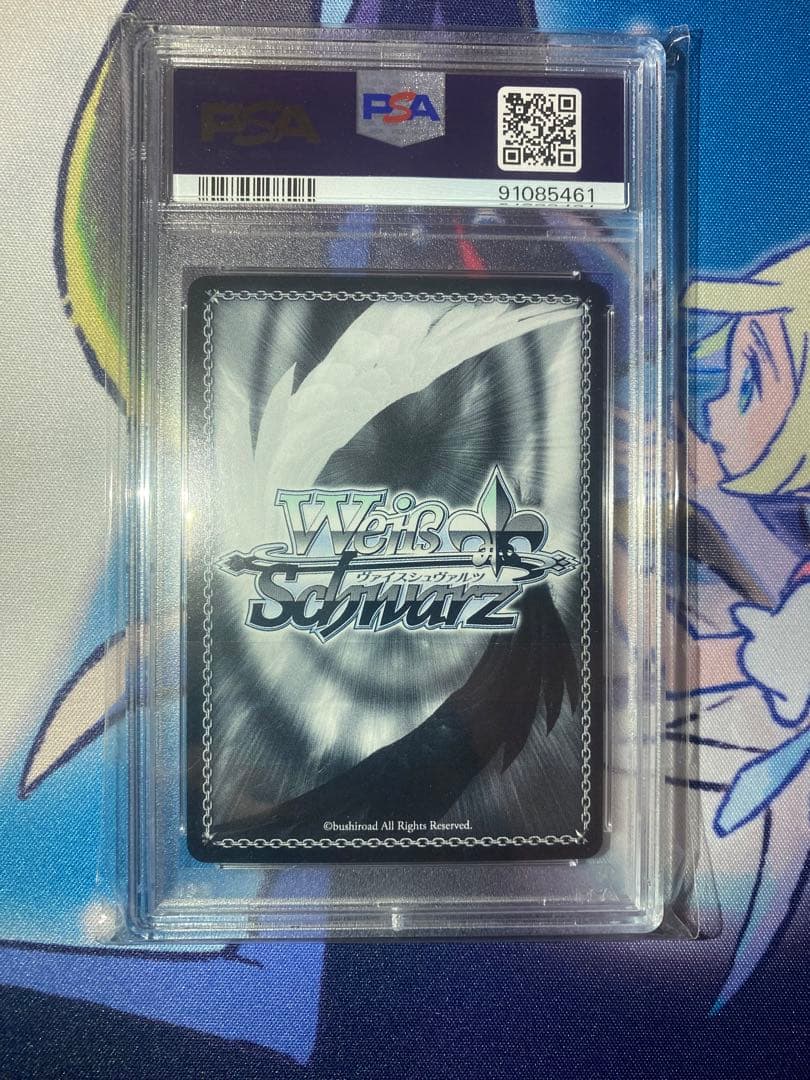 PSA
PSA
91085461
Weiß
ヴァイスシュヴァルツ
Schwarz
©bushiroad All Rights Reserved.